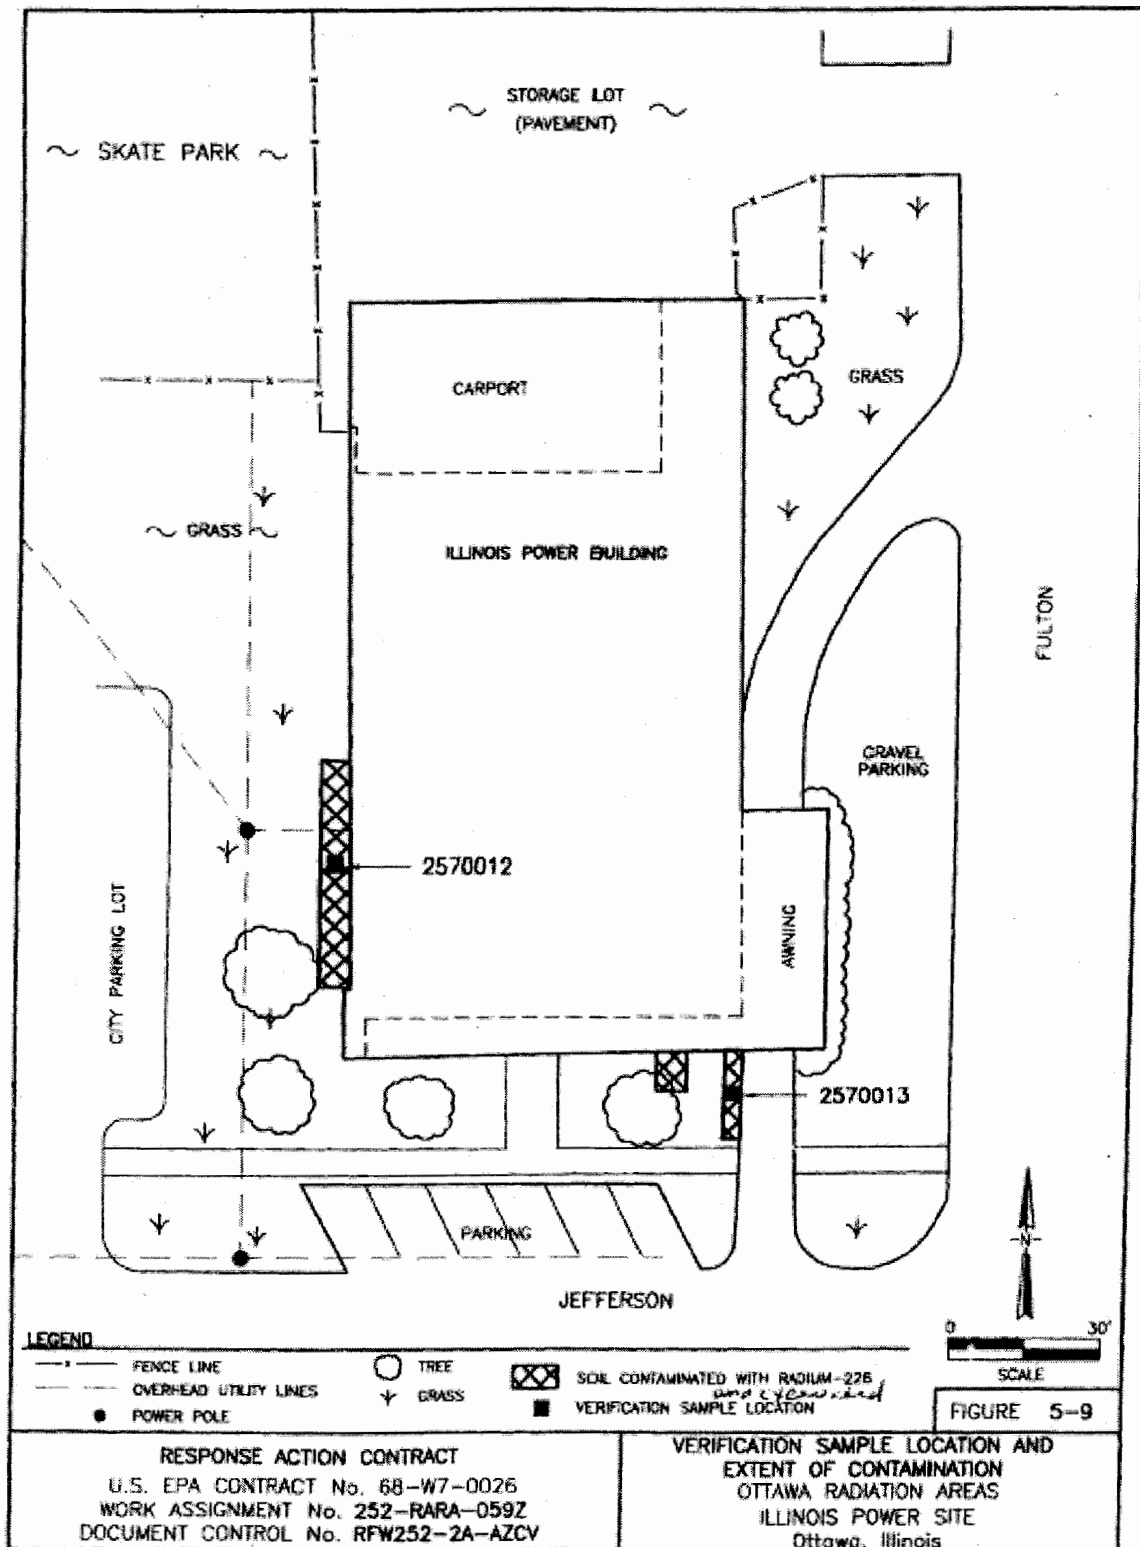 STORAGE LOT
(PAVEMENT)
SKATE PARK
CARPORT
GRASS
GRASS
ILLINOIS POWER BUILDING
FULTON
GRAVEL
PARKING
2570012
CITY PARKING LOT
AWNING
2570013
PARKING
JEFFERSON
N
0 30'
SCALE
LEGEND
x FENCE LINE
OVERHEAD UTILITY LINES
POWER POLE
TREE
GRASS
SOIL CONTAMINATED WITH RADIUM-226
and excavated
VERIFICATION SAMPLE LOCATION
FIGURE 5-9
RESPONSE ACTION CONTRACT
U.S. EPA CONTRACT No. 68-W7-0026
WORK ASSIGNMENT No. 252-RARA-059Z
DOCUMENT CONTROL No. RFW252-2A-AZCV
VERIFICATION SAMPLE LOCATION AND
EXTENT OF CONTAMINATION
OTTAWA RADIATION AREAS
ILLINOIS POWER SITE
Ottawa, Illinois